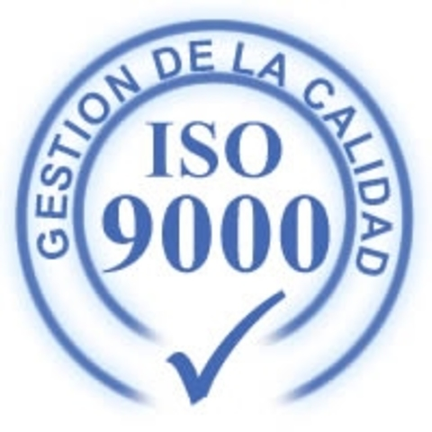 GESTION DE LA CALIDAD
ISO
9000